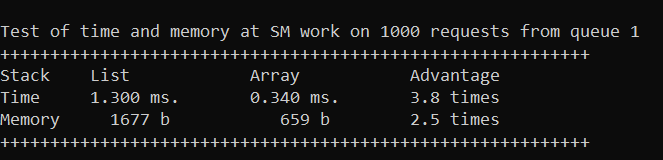 Test of time and memory at SM work on 1000 requests from queue 1
+++++++++++++++++++++++++++++++++++++++++++++++++++++++++++
Stack    List            Array           Advantage
Time     1.300 ms.       0.340 ms.       3.8 times
Memory     1677 b           659 b        2.5 times
+++++++++++++++++++++++++++++++++++++++++++++++++++++++++++